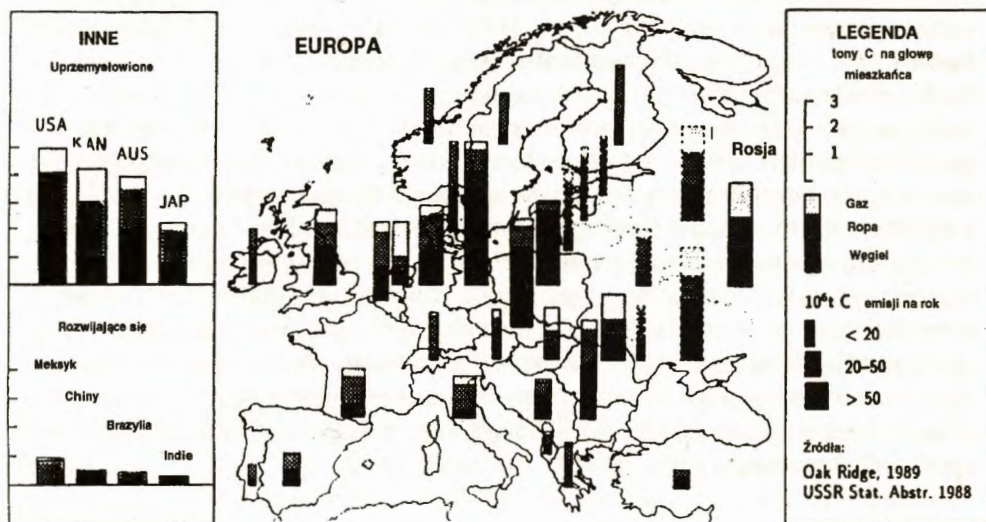 INNE
Uprzemysłowione
USA
KAN
AUS
JAP
Rozwijające się
Meksyk
Chiny
Brazylia
Indie
EUROPA
Rosja
LEGENDA
tony C na głowę
mieszkańca
3
2
1
Gaz
Ropa
Węgiel
10⁶t C emisji na rok
< 20
20–50
> 50
Źródła:
Oak Ridge, 1989
USSR Stat. Abstr. 1988